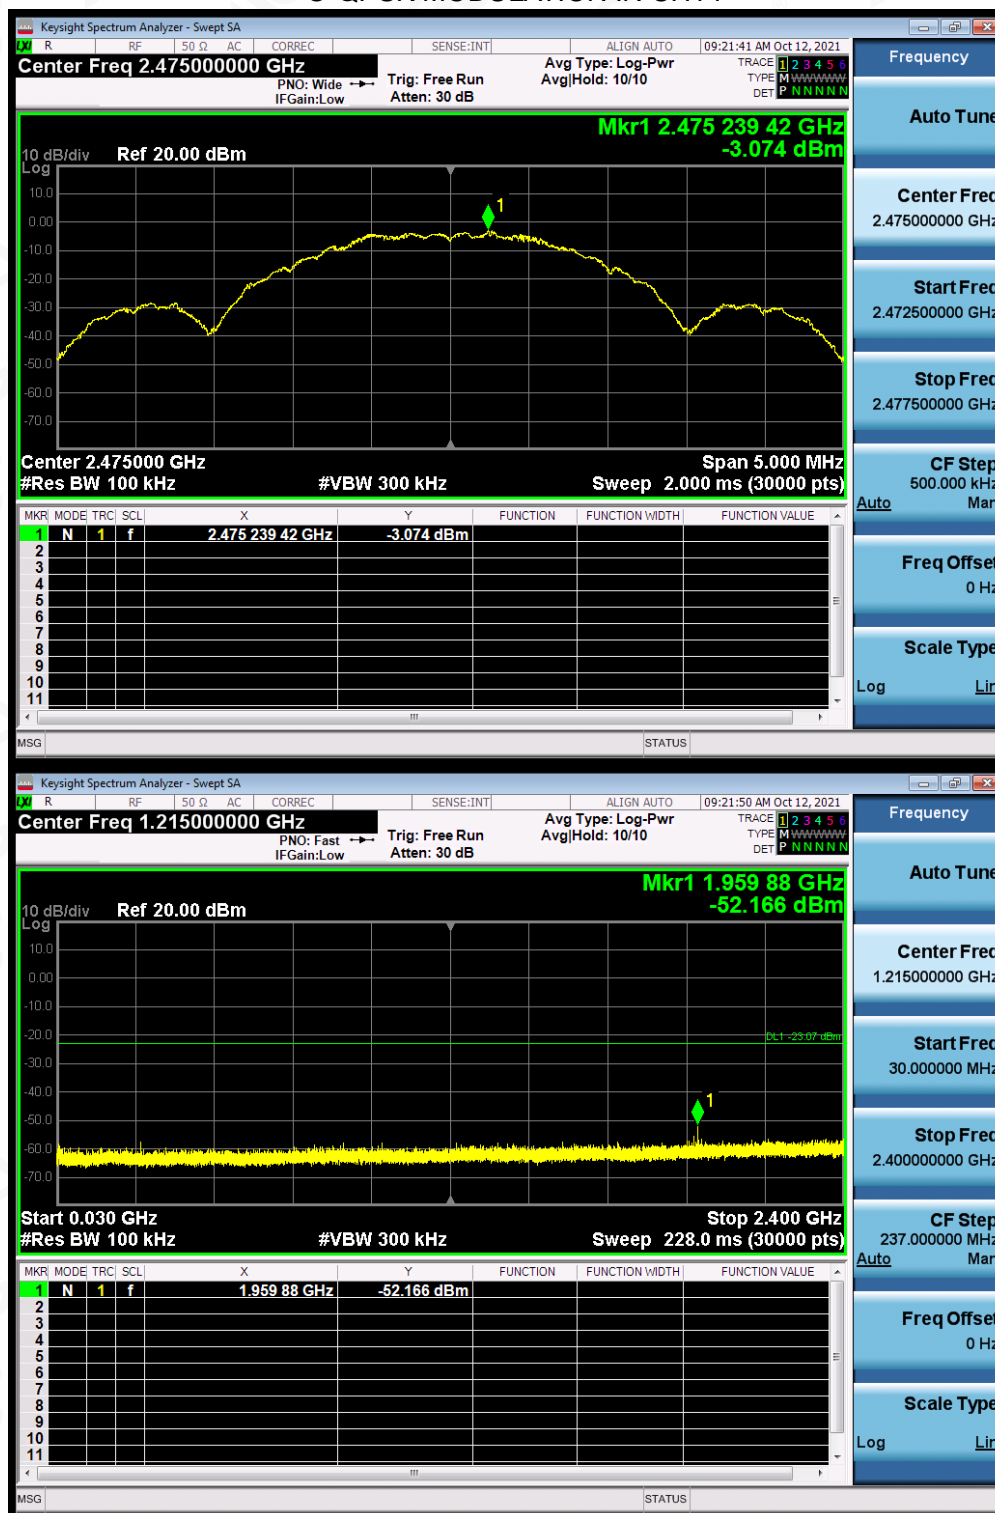 Keysight Spectrum Analyzer - Swept SA
LXI R RF 50 Ω AC CORREC SENSE:INT ALIGN AUTO 09:21:41 AM Oct 12, 2021
Center Freq 2.475000000 GHz
PNO: Wide
IFGain:Low
Trig: Free Run
Atten: 30 dB
Avg Type: Log-Pwr
Avg|Hold: 10/10
TRACE 1 2 3 4 5 6
TYPE M WWWWW
DET P N N N N N
Mkr1 2.475 239 42 GHz
-3.074 dBm
10 dB/div Ref 20.00 dBm
Log
10.0
0.00
-10.0
-20.0
-30.0
-40.0
-50.0
-60.0
-70.0
1
Center 2.475000 GHz Span 5.000 MHz
#Res BW 100 kHz #VBW 300 kHz Sweep 2.000 ms (30000 pts)
MKR MODE TRC SCL X Y FUNCTION FUNCTION WIDTH FUNCTION VALUE
1 N 1 f 2.475 239 42 GHz -3.074 dBm
2
3
4
5
6
7
8
9
10
11
MSG STATUS
Frequency
Auto Tune
Center Freq
2.475000000 GHz
Start Freq
2.472500000 GHz
Stop Freq
2.477500000 GHz
CF Step
500.000 kHz
Auto Man
Freq Offset
0 Hz
Scale Type
Log Lin
Keysight Spectrum Analyzer - Swept SA
LXI R RF 50 Ω AC CORREC SENSE:INT ALIGN AUTO 09:21:50 AM Oct 12, 2021
Center Freq 1.215000000 GHz
PNO: Fast
IFGain:Low
Trig: Free Run
Atten: 30 dB
Avg Type: Log-Pwr
Avg|Hold: 10/10
TRACE 1 2 3 4 5 6
TYPE M WWWWW
DET P N N N N N
Mkr1 1.959 88 GHz
-52.166 dBm
10 dB/div Ref 20.00 dBm
Log
10.0
0.00
-10.0
-20.0
-30.0
-40.0
-50.0
-60.0
-70.0
DL1 -23.07 dBm
1
Start 0.030 GHz Stop 2.400 GHz
#Res BW 100 kHz #VBW 300 kHz Sweep 228.0 ms (30000 pts)
MKR MODE TRC SCL X Y FUNCTION FUNCTION WIDTH FUNCTION VALUE
1 N 1 f 1.959 88 GHz -52.166 dBm
2
3
4
5
6
7
8
9
10
11
MSG STATUS
Frequency
Auto Tune
Center Freq
1.215000000 GHz
Start Freq
30.000000 MHz
Stop Freq
2.400000000 GHz
CF Step
237.000000 MHz
Auto Man
Freq Offset
0 Hz
Scale Type
Log Lin